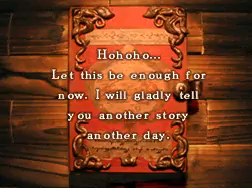 Hohoho...
Let this be enough for
now. I will gladly tell
you another story
another day.